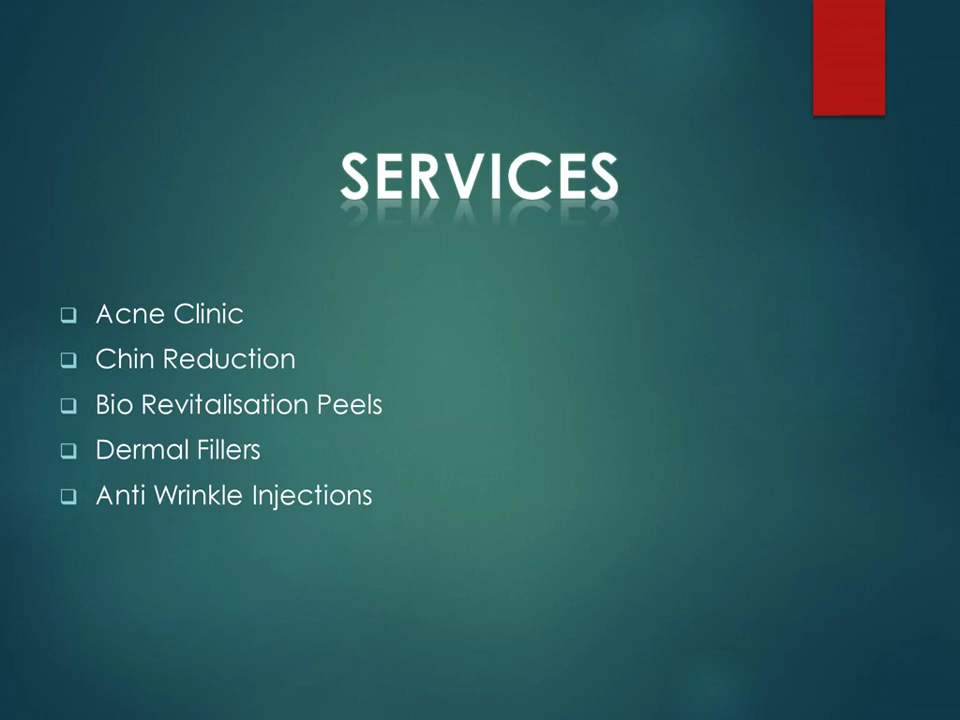 SERVICES
Acne Clinic
Chin Reduction
Bio Revitalisation Peels
Dermal Fillers
Anti Wrinkle Injections